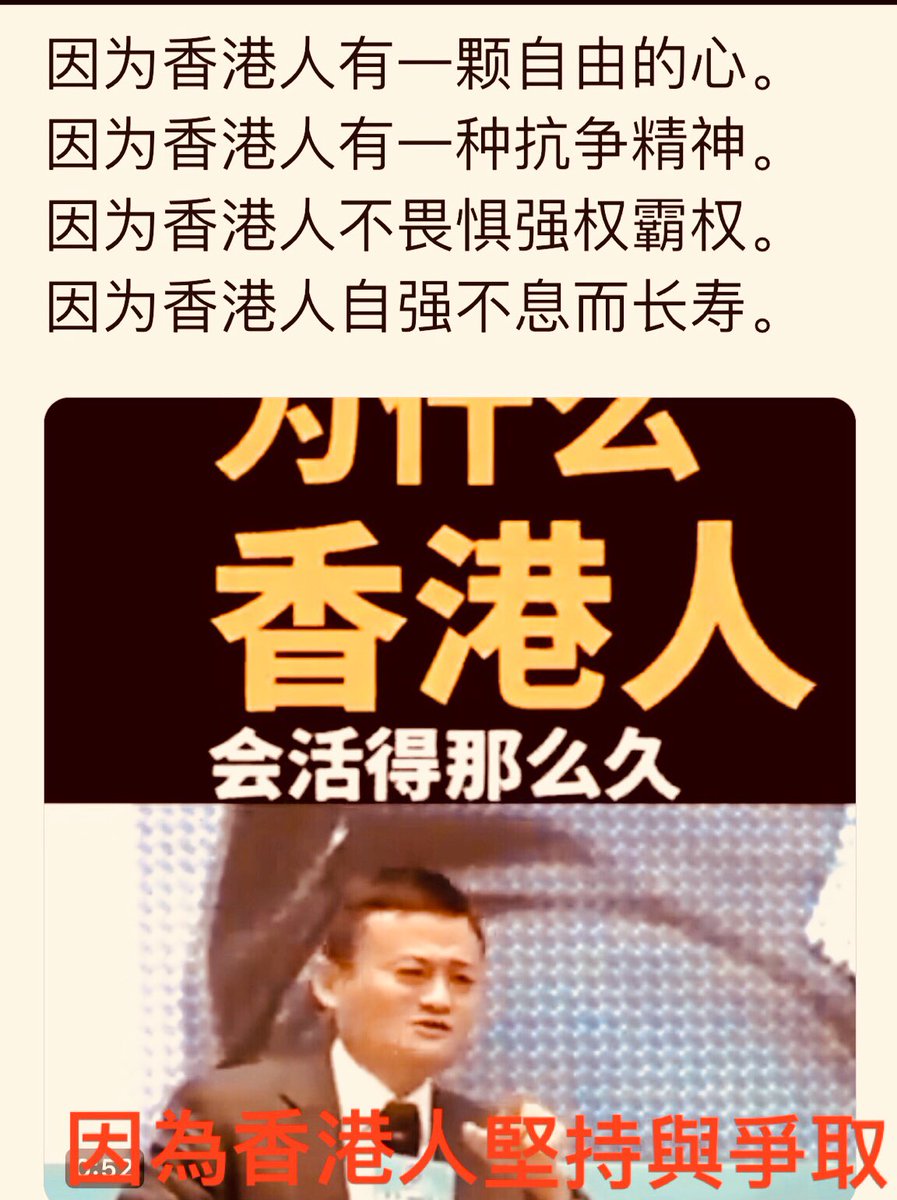 因为香港人有一颗自由的心。
因为香港人有一种抗争精神。
因为香港人不畏惧强权霸权。
因为香港人自强不息而长寿。
为什么
香港人
会活得那么久
因為香港人堅持與爭取